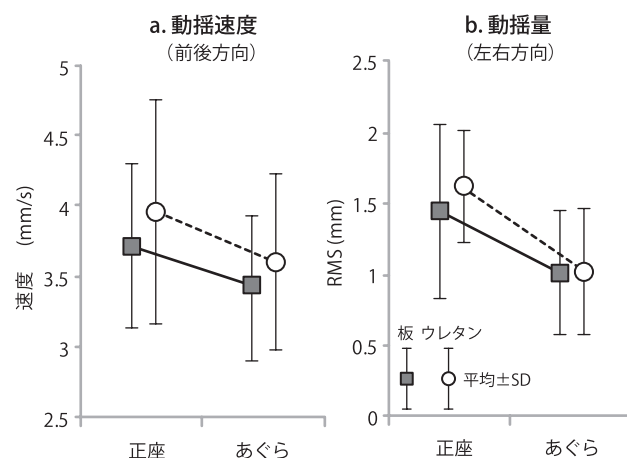 a. 動揺速度
（前後方向）
5
4.5
4
3.5
3
2.5
速度 (mm/s)
正座 あぐら
b. 動揺量
（左右方向）
2.5
2
1.5
1
0.5
0
RMS (mm)
板 ウレタン
平均±SD
正座 あぐら